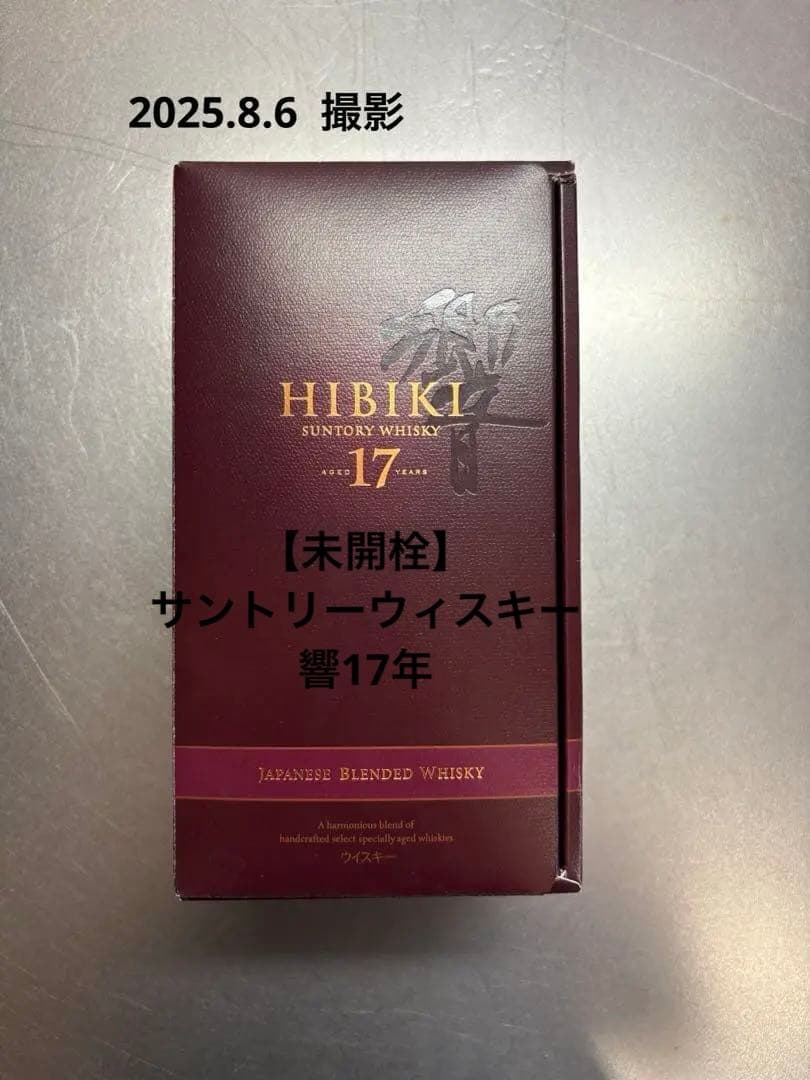 2025.8.6 撮影
響
HIBIKI
SUNTORY WHISKY
AGED 17 YEARS
【未開栓】
サントリーウィスキー
響17年
JAPANESE BLENDED WHISKY
A harmonious blend of
handcrafted select specially aged whiskies
ウイスキー